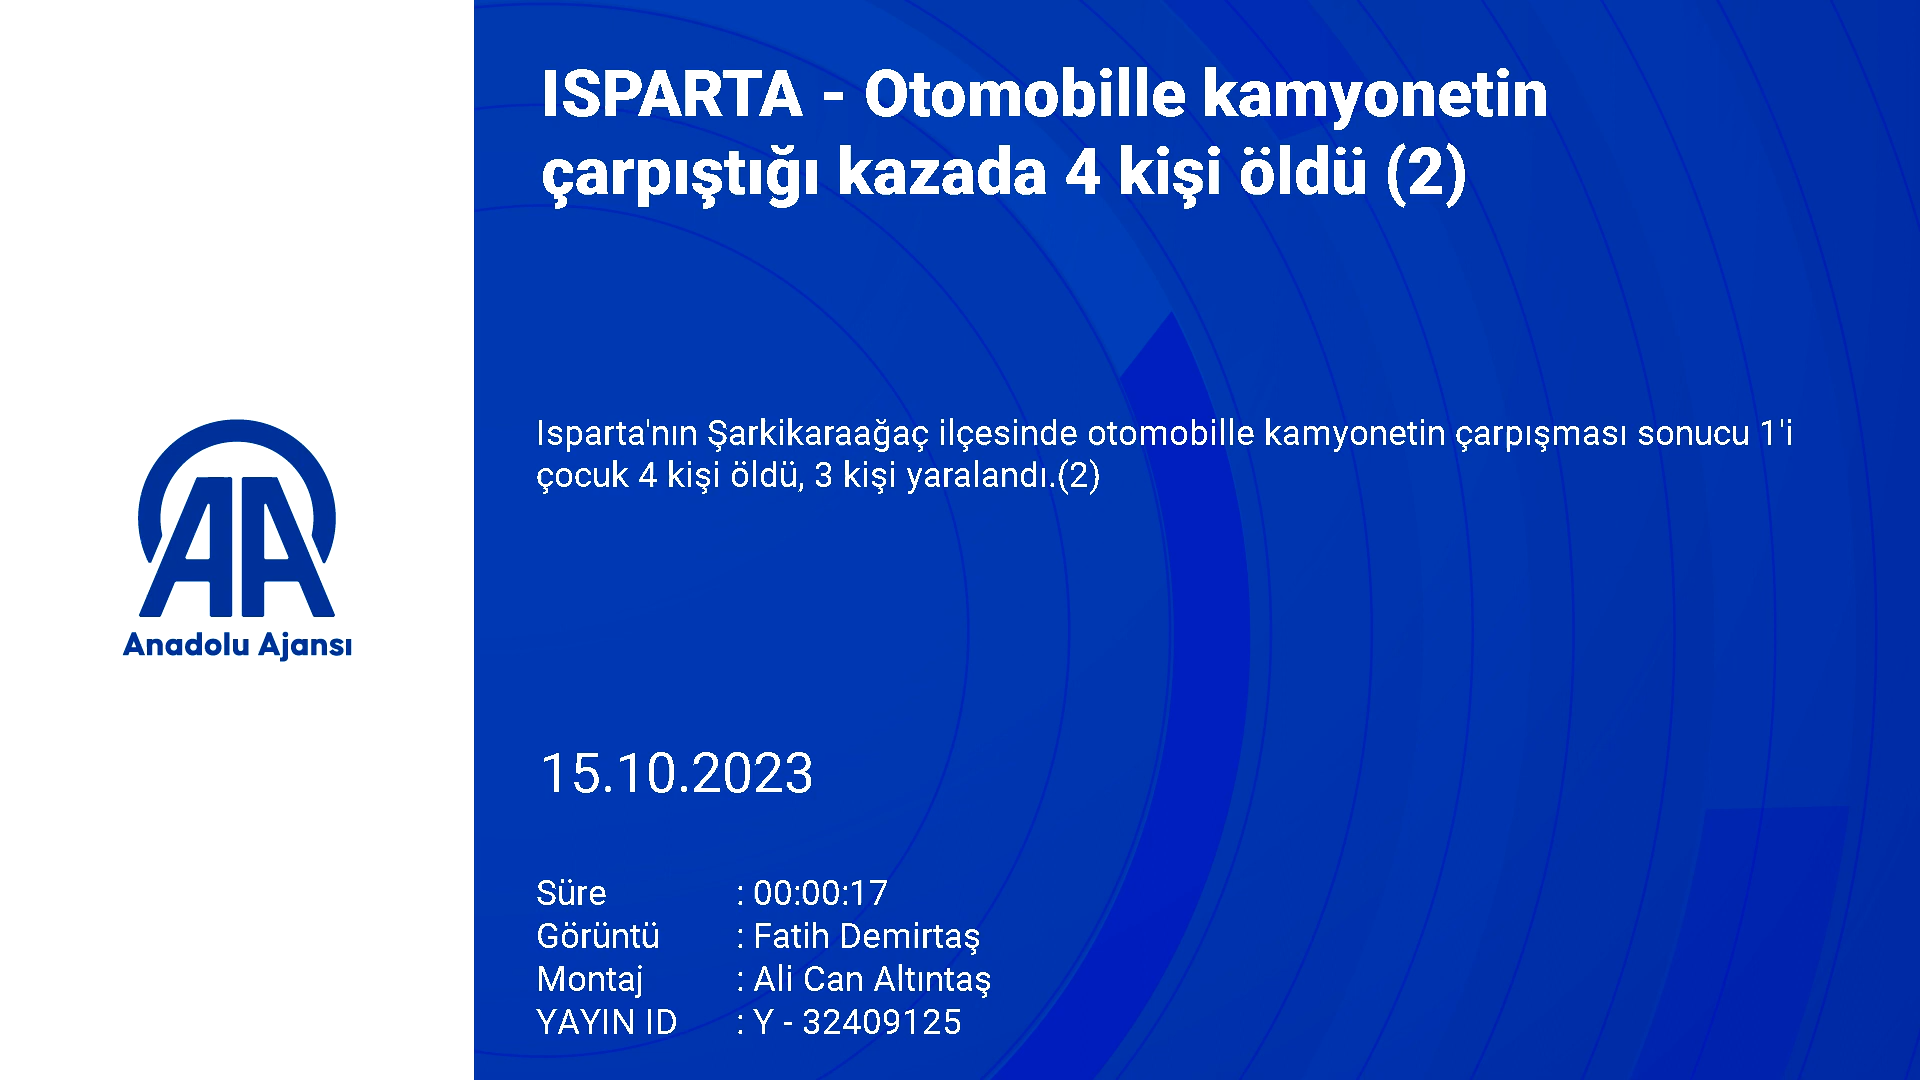 ISPARTA - Otomobille kamyonetin
çarpıştığı kazada 4 kişi öldü (2)
Isparta'nın Şarkikaraağaç ilçesinde otomobille kamyonetin çarpışması sonucu 1'i
çocuk 4 kişi öldü, 3 kişi yaralandı.(2)
AA
Anadolu Ajansı
15.10.2023
Süre : 00:00:17
Görüntü : Fatih Demirtaş
Montaj : Ali Can Altıntaş
YAYIN ID : Y - 32409125